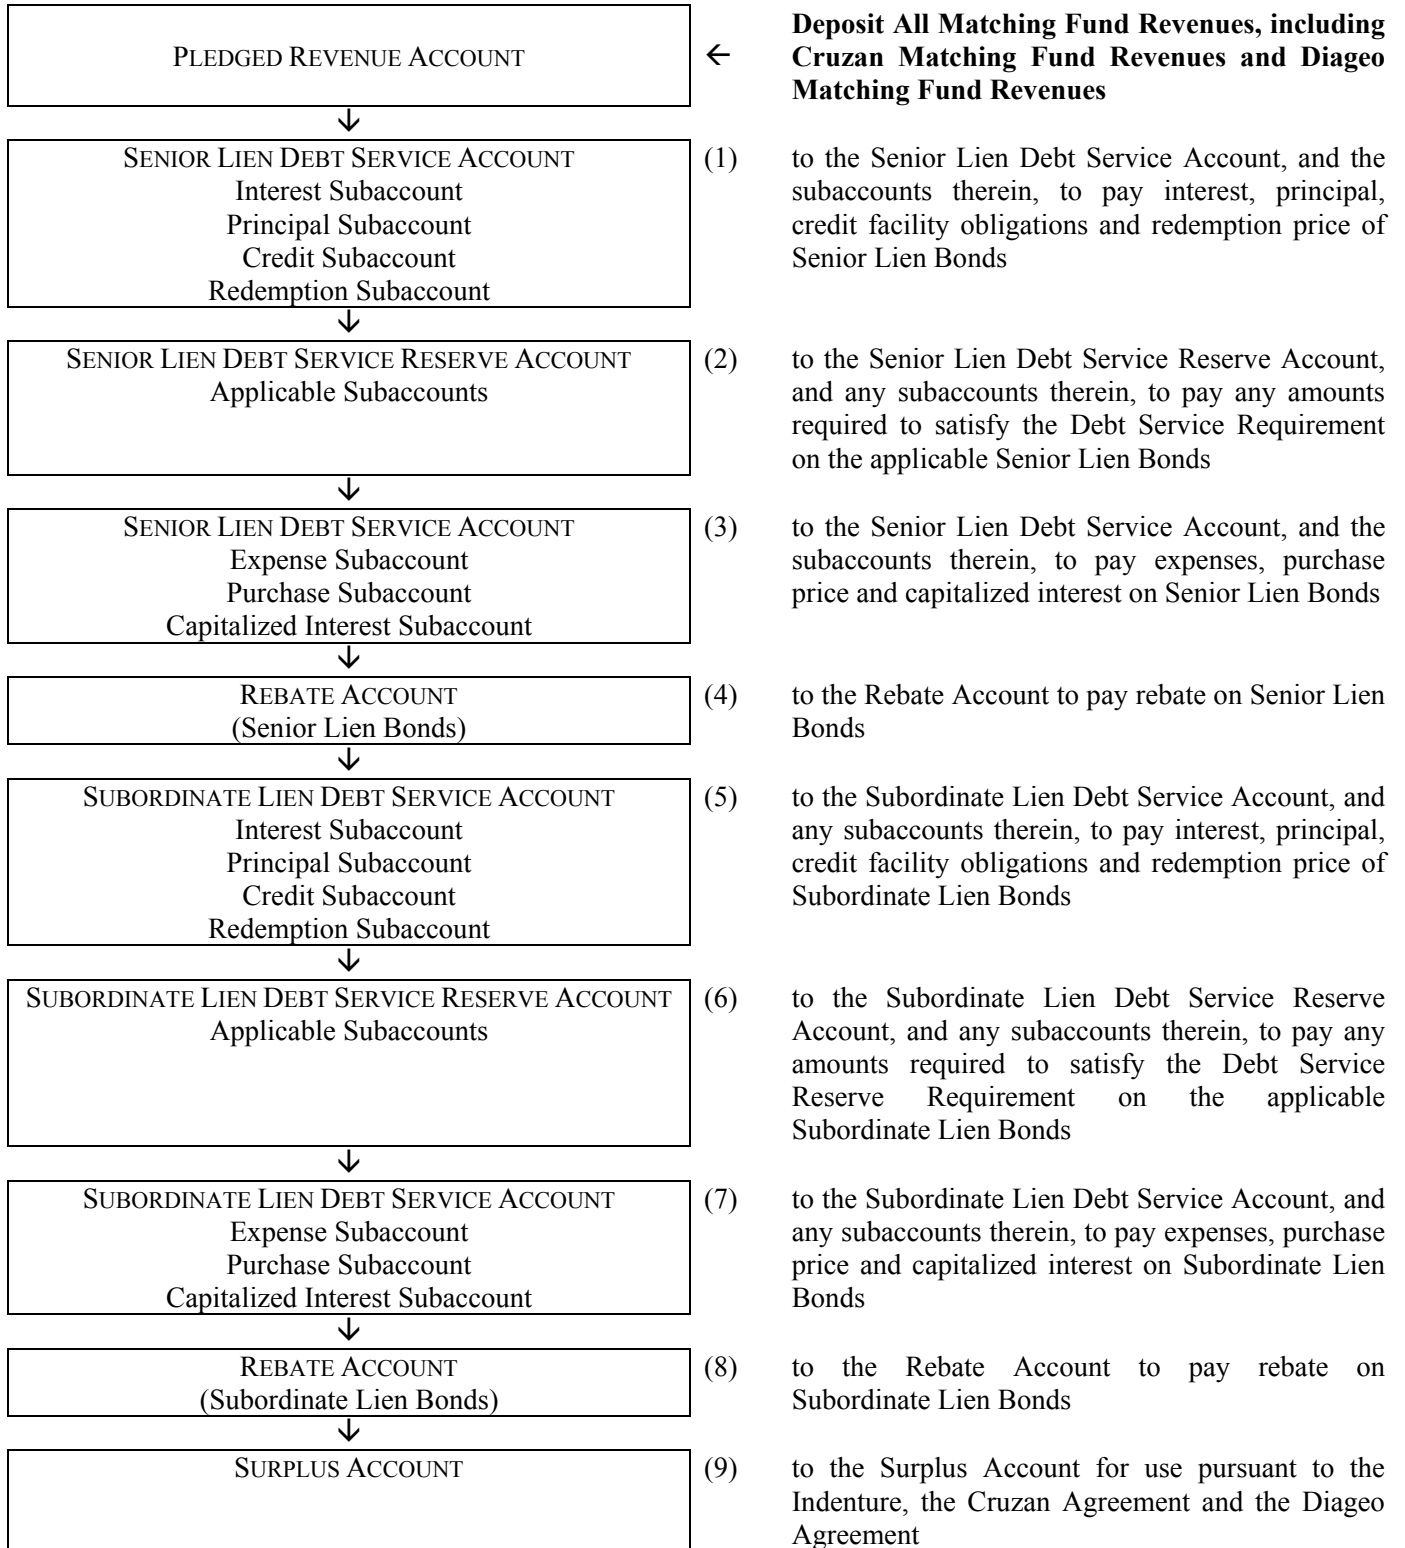 PLEDGED REVENUE ACCOUNT
←
Deposit All Matching Fund Revenues, including
Cruzan Matching Fund Revenues and Diageo
Matching Fund Revenues
↓
SENIOR LIEN DEBT SERVICE ACCOUNT
Interest Subaccount
Principal Subaccount
Credit Subaccount
Redemption Subaccount
(1)
to the Senior Lien Debt Service Account, and the
subaccounts therein, to pay interest, principal,
credit facility obligations and redemption price of
Senior Lien Bonds
↓
SENIOR LIEN DEBT SERVICE RESERVE ACCOUNT
Applicable Subaccounts
(2)
to the Senior Lien Debt Service Reserve Account,
and any subaccounts therein, to pay any amounts
required to satisfy the Debt Service Requirement
on the applicable Senior Lien Bonds
↓
SENIOR LIEN DEBT SERVICE ACCOUNT
Expense Subaccount
Purchase Subaccount
Capitalized Interest Subaccount
(3)
to the Senior Lien Debt Service Account, and the
subaccounts therein, to pay expenses, purchase
price and capitalized interest on Senior Lien Bonds
↓
REBATE ACCOUNT
(Senior Lien Bonds)
(4)
to the Rebate Account to pay rebate on Senior Lien
Bonds
↓
SUBORDINATE LIEN DEBT SERVICE ACCOUNT
Interest Subaccount
Principal Subaccount
Credit Subaccount
Redemption Subaccount
(5)
to the Subordinate Lien Debt Service Account, and
any subaccounts therein, to pay interest, principal,
credit facility obligations and redemption price of
Subordinate Lien Bonds
↓
SUBORDINATE LIEN DEBT SERVICE RESERVE ACCOUNT
Applicable Subaccounts
(6)
to the Subordinate Lien Debt Service Reserve
Account, and any subaccounts therein, to pay any
amounts required to satisfy the Debt Service
Reserve Requirement on the applicable
Subordinate Lien Bonds
↓
SUBORDINATE LIEN DEBT SERVICE ACCOUNT
Expense Subaccount
Purchase Subaccount
Capitalized Interest Subaccount
(7)
to the Subordinate Lien Debt Service Account, and
any subaccounts therein, to pay expenses, purchase
price and capitalized interest on Subordinate Lien
Bonds
↓
REBATE ACCOUNT
(Subordinate Lien Bonds)
(8)
to the Rebate Account to pay rebate on
Subordinate Lien Bonds
↓
SURPLUS ACCOUNT
(9)
to the Surplus Account for use pursuant to the
Indenture, the Cruzan Agreement and the Diageo
Agreement